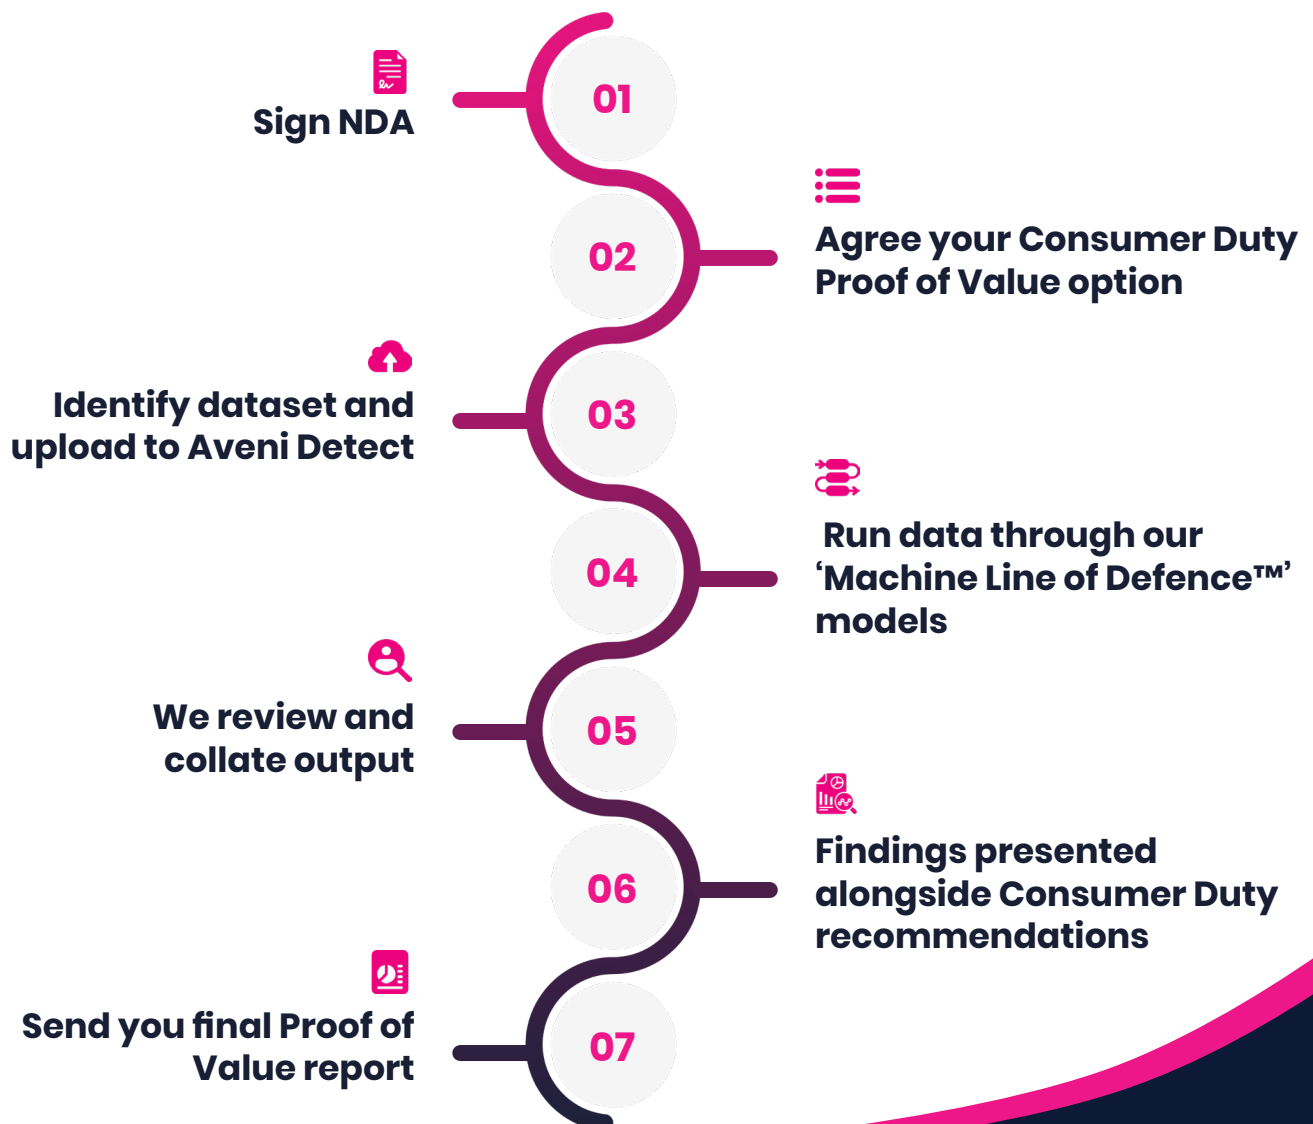 01
Sign NDA
02
Agree your Consumer Duty
Proof of Value option
03
Identify dataset and
upload to Aveni Detect
04
Run data through our
‘Machine Line of Defence™’
models
05
We review and
collate output
06
Findings presented
alongside Consumer Duty
recommendations
07
Send you final Proof of
Value report